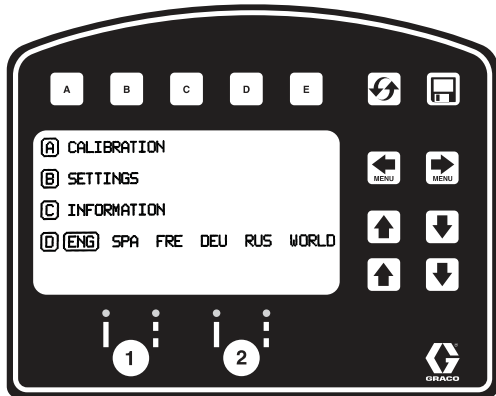 A B C D E
A CALIBRATION
MENU MENU
B SETTINGS
C INFORMATION
D ENG SPA FRE DEU RUS WORLD
1 2
GRACO